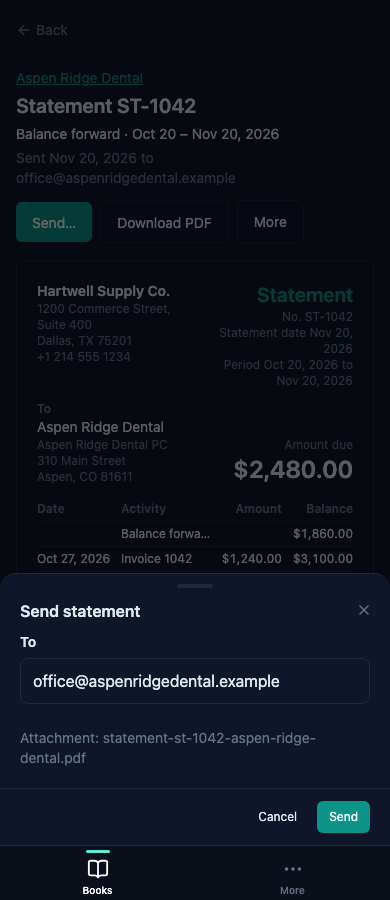 Back
Aspen Ridge Dental
Statement ST-1042
Balance forward · Oct 20 – Nov 20, 2026
Sent Nov 20, 2026 to
office@aspenridgedental.example
Send... Download PDF More
Hartwell Supply Co.
1200 Commerce Street,
Suite 400
Dallas, TX 75201
+1 214 555 1234
Statement
No. ST-1042
Statement date Nov 20,
2026
Period Oct 20, 2026 to
Nov 20, 2026
To
Aspen Ridge Dental
Aspen Ridge Dental PC
310 Main Street
Aspen, CO 81611
Amount due
$2,480.00
Date Activity Amount Balance
Balance forwa... $1,860.00
Oct 27, 2026 Invoice 1042 $1,240.00 $3,100.00
Send statement
To
office@aspenridgedental.example
Attachment: statement-st-1042-aspen-ridge-
dental.pdf
Cancel Send
Books More